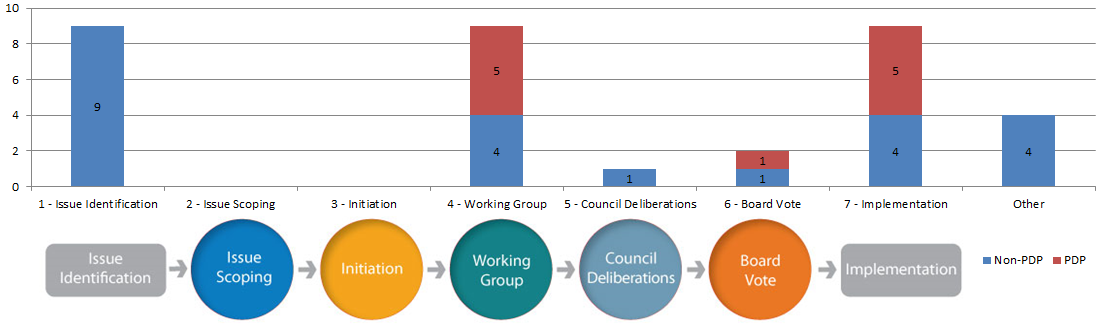 10
8
6
4
2
0
9
5
4
1
1
1
5
4
4
1 - Issue Identification
2 - Issue Scoping
3 - Initiation
4 - Working Group
5 - Council Deliberations
6 - Board Vote
7 - Implementation
Other
Issue
Identification
Issue
Scoping
Initiation
Working
Group
Council
Deliberations
Board
Vote
Implementation
Non-PDP
PDP